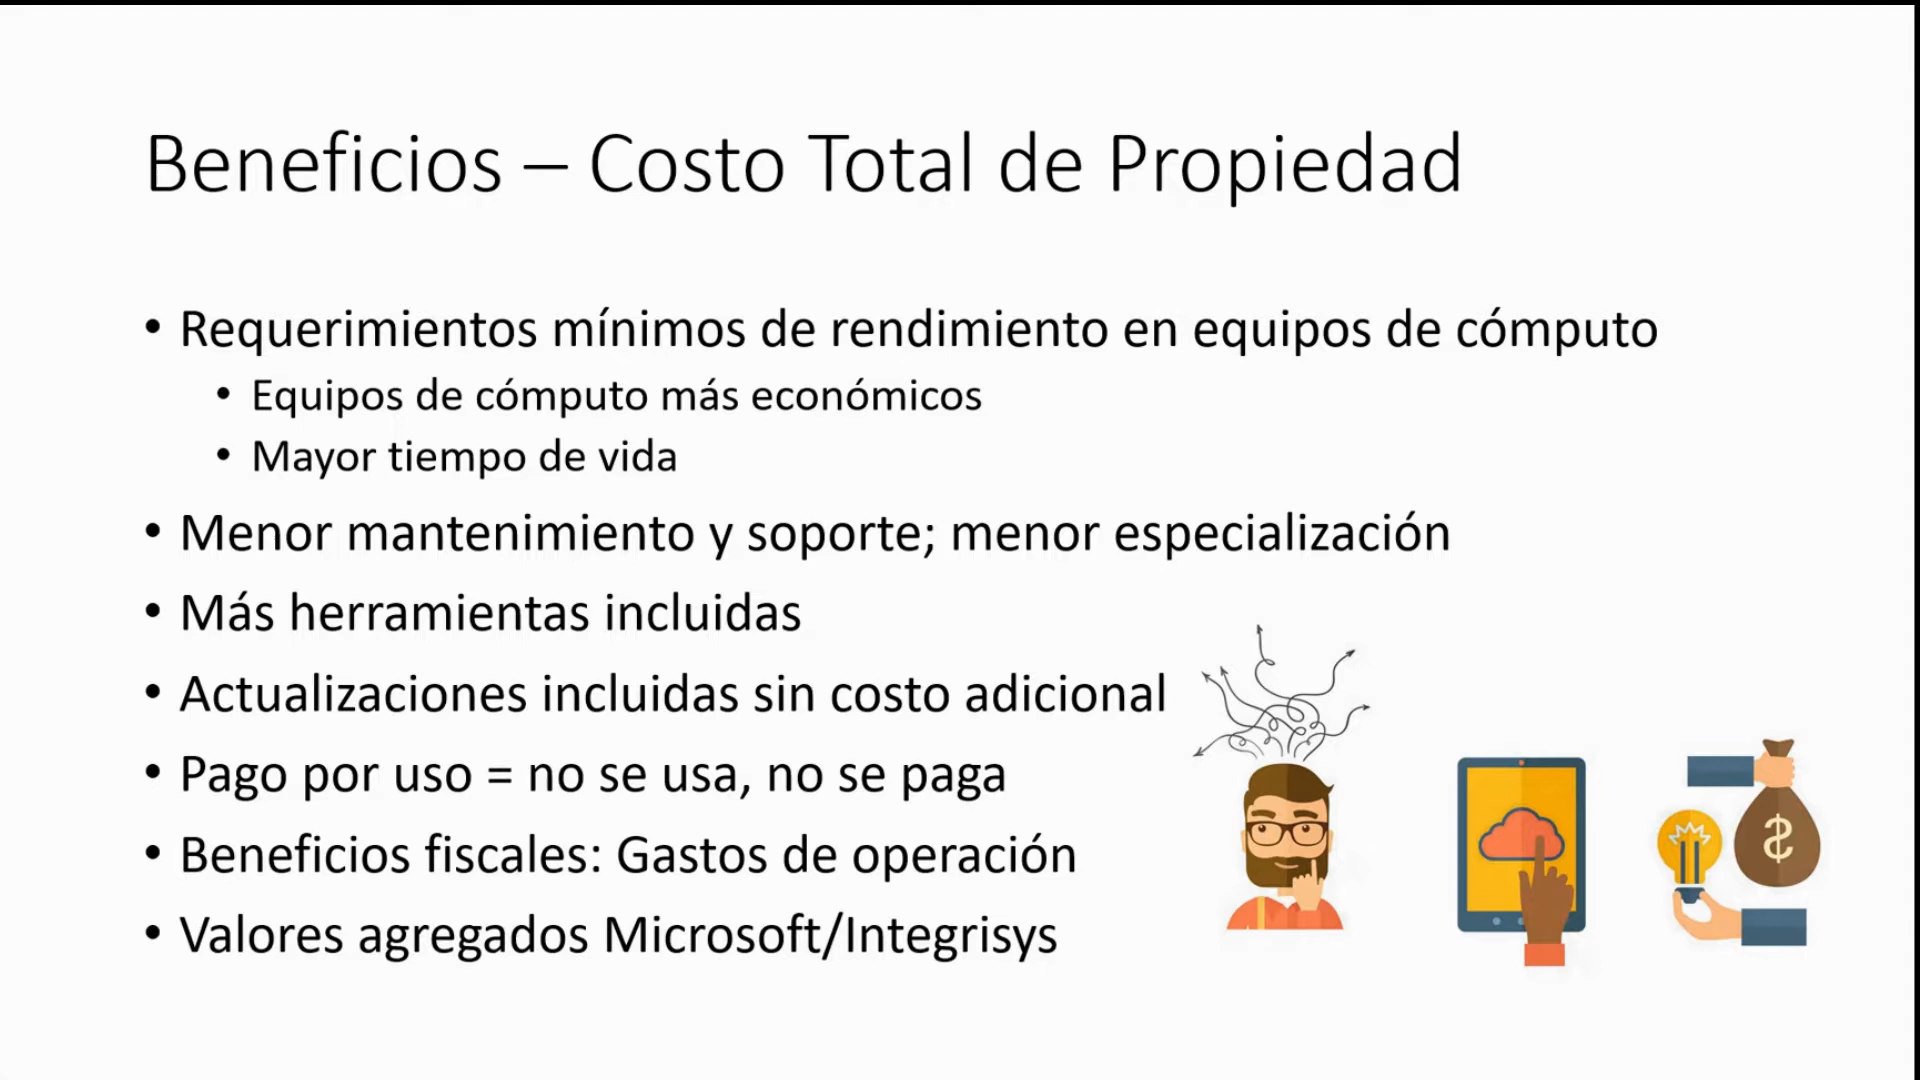 Beneficios – Costo Total de Propiedad
• Requerimientos mínimos de rendimiento en equipos de cómputo
• Equipos de cómputo más económicos
• Mayor tiempo de vida
• Menor mantenimiento y soporte; menor especialización
• Más herramientas incluidas
• Actualizaciones incluidas sin costo adicional
• Pago por uso = no se usa, no se paga
• Beneficios fiscales: Gastos de operación
• Valores agregados Microsoft/Integrisys
$